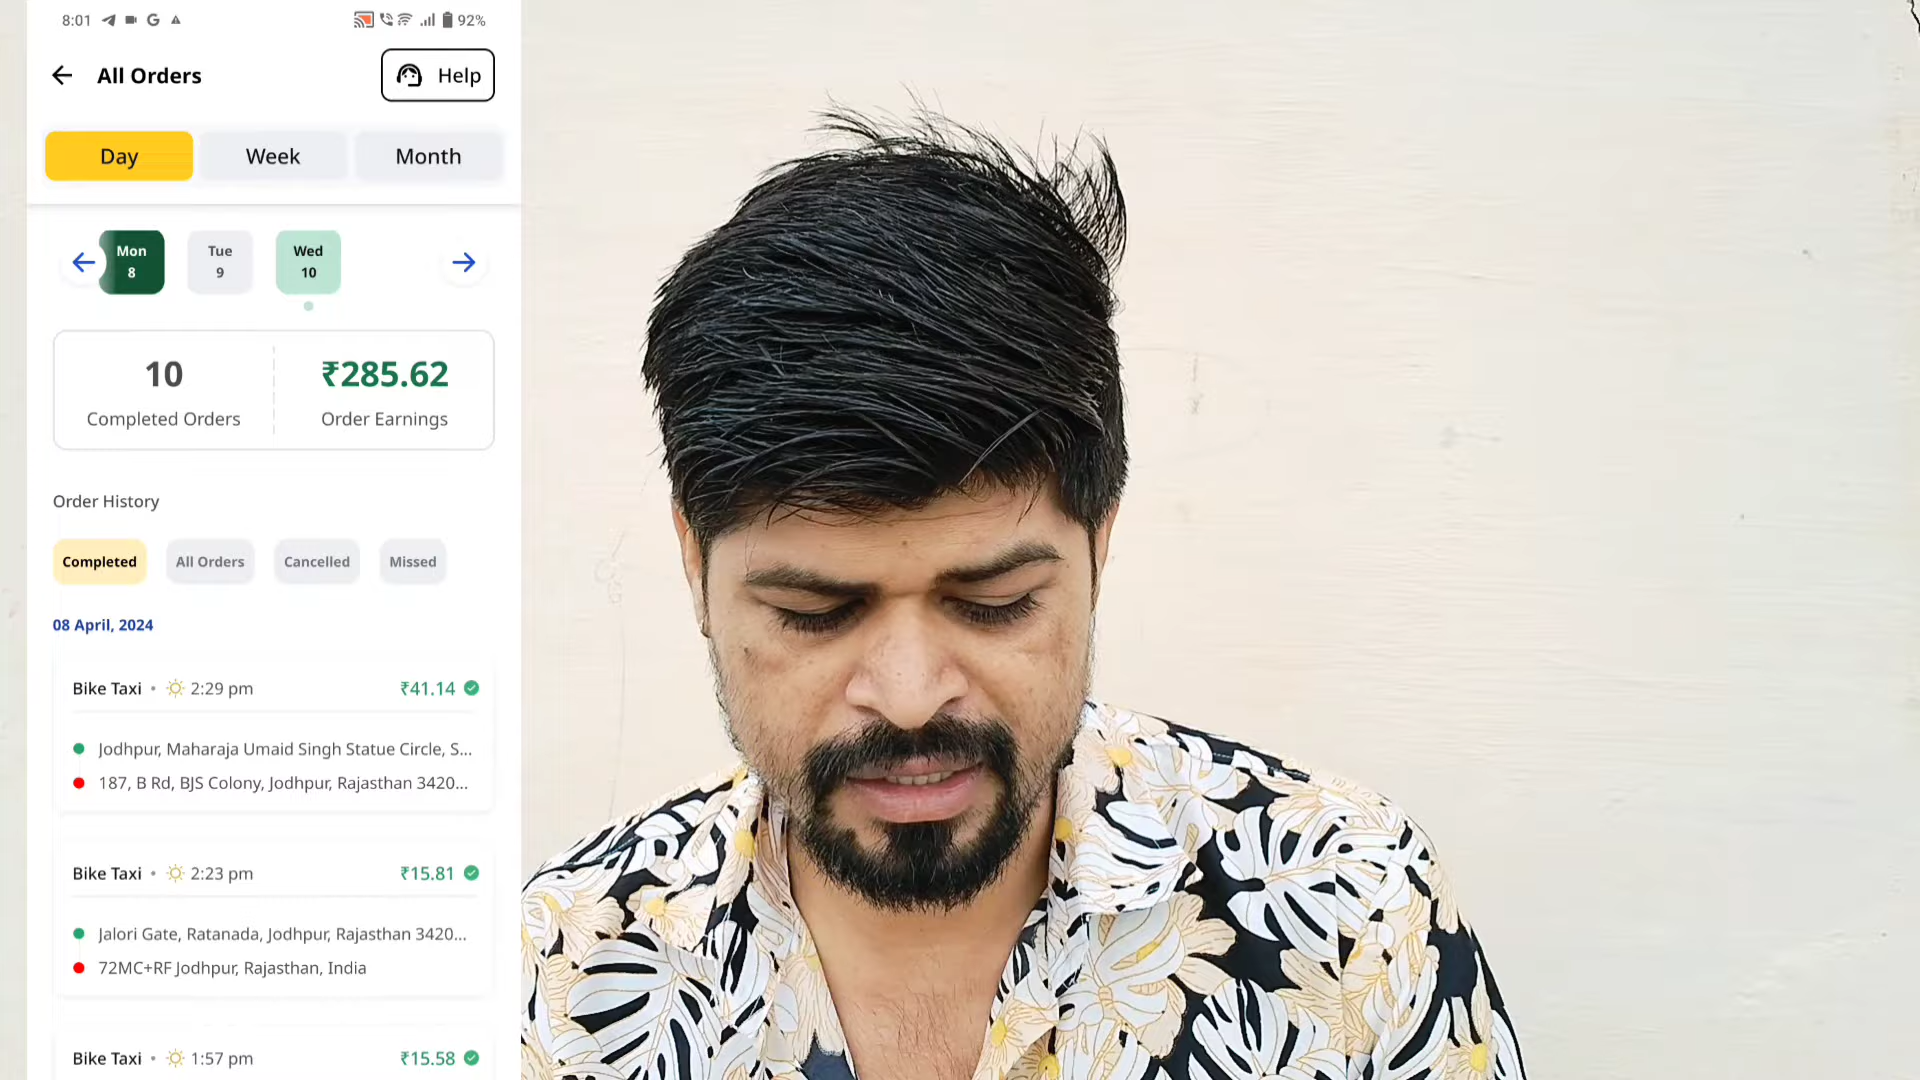 8:01 92%
All Orders Help
Day Week Month
Mon Tue Wed
8 9 10
10 ₹285.62
Completed Orders Order Earnings
Order History
Completed All Orders Cancelled Missed
08 April, 2024
Bike Taxi • 2:29 pm ₹41.14
Jodhpur, Maharaja Umaid Singh Statue Circle, S...
187, B Rd, BJS Colony, Jodhpur, Rajasthan 3420...
Bike Taxi • 2:23 pm ₹15.81
Jalori Gate, Ratanada, Jodhpur, Rajasthan 3420...
72MC+RF Jodhpur, Rajasthan, India
Bike Taxi • 1:57 pm ₹15.58